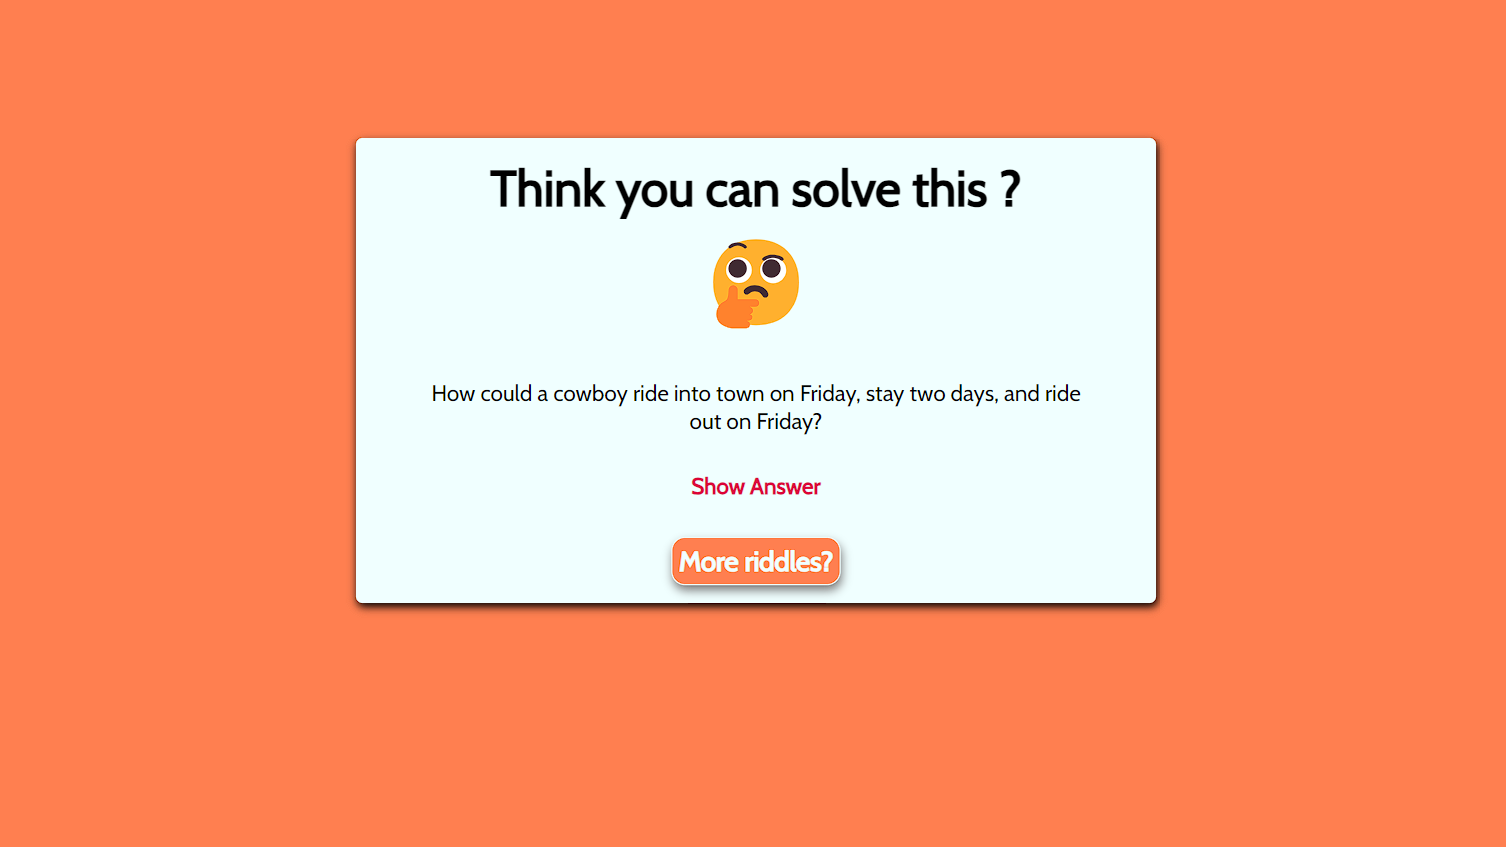 Think you can solve this ?
How could a cowboy ride into town on Friday, stay two days, and ride
out on Friday?
Show Answer
More riddles?